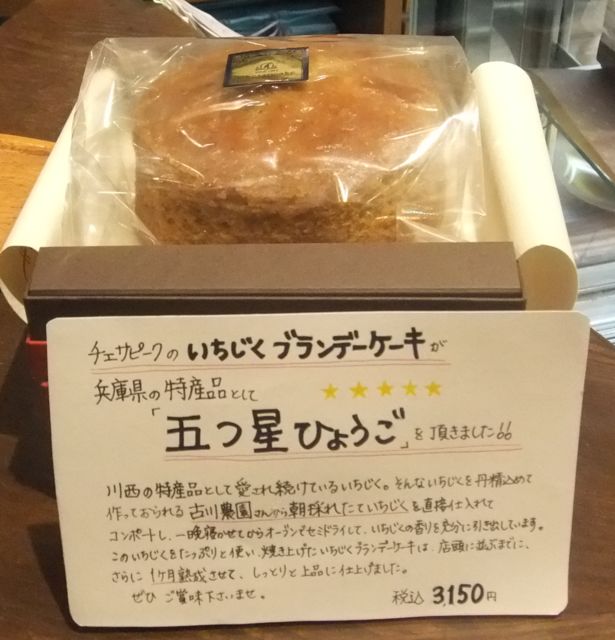 チェサピークの いちじくブランデーケーキが
兵庫県の特産品として ★★★★★
「五つ星ひょうご」を頂きました!!
川西の特産品として愛され続けているいちじく。そんないちじくを丹精込めて
作っておられる古川農園さんから朝採れたていちじくを直接仕入れて
コンポートし、一晩寝かせてからオーブンでセミドライして、いちじくの香りを充分に引き出しています。
このいちじくをたっぷりと使い、焼き上げたいちじくブランデーケーキは、店頭に並ぶまでに、
さらに1ヶ月熟成させて、しっとりと上品に仕上げました。
ぜひ ご賞味下さいませ。 税込 3,150円